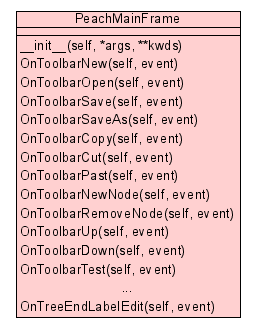 PeachMainFrame
__init__(self, *args, **kwds)
OnToolbarNew(self, event)
OnToolbarOpen(self, event)
OnToolbarSave(self, event)
OnToolbarSaveAs(self, event)
OnToolbarCopy(self, event)
OnToolbarCut(self, event)
OnToolbarPast(self, event)
OnToolbarNewNode(self, event)
OnToolbarRemoveNode(self, event)
OnToolbarUp(self, event)
OnToolbarDown(self, event)
OnToolbarTest(self, event)
...
OnTreeEndLabelEdit(self, event)